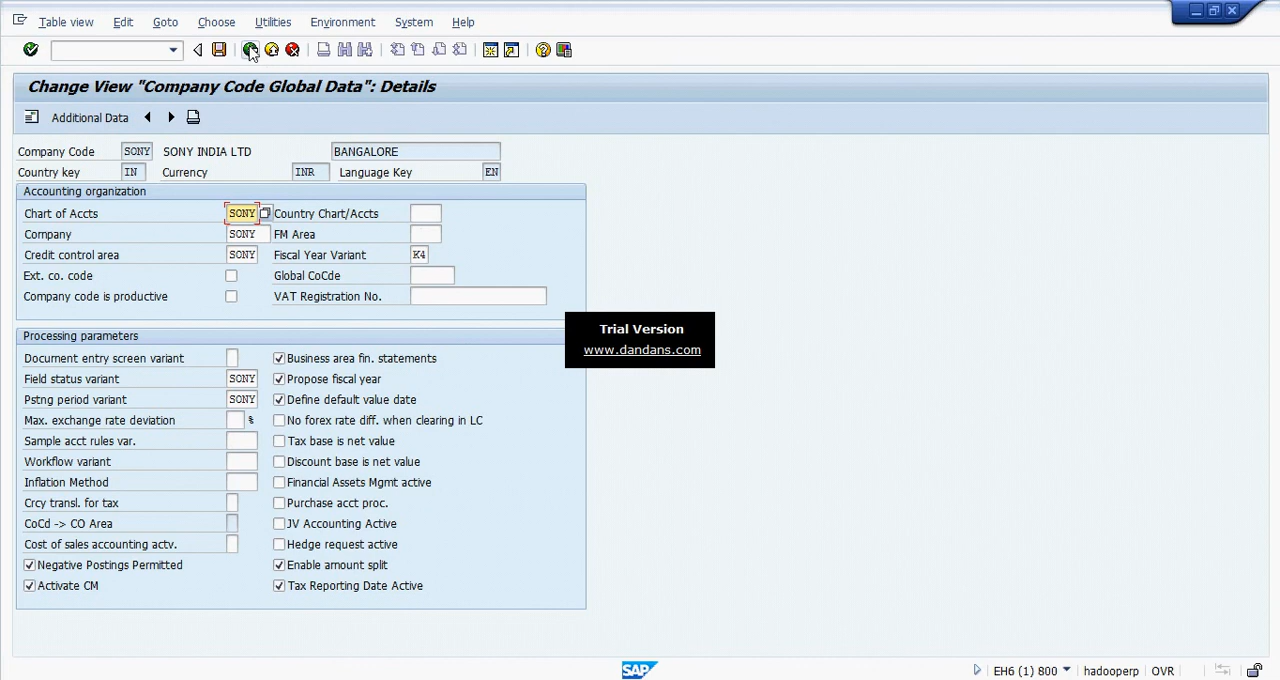 Table view Edit Goto Choose Utilities Environment System Help
Change View "Company Code Global Data": Details
Additional Data
Company Code SONY SONY INDIA LTD BANGALORE
Country key IN Currency INR Language Key EN
Accounting organization
Chart of Accts SONY Country Chart/Accts
Company SONY FM Area
Credit control area SONY Fiscal Year Variant K4
Ext. co. code Global CoCde
Company code is productive VAT Registration No.
Trial Version
www.dandans.com
Processing parameters
Document entry screen variant Business area fin. statements
Field status variant SONY Propose fiscal year
Pstng period variant SONY Define default value date
Max. exchange rate deviation % No forex rate diff. when clearing in LC
Sample acct rules var. Tax base is net value
Workflow variant Discount base is net value
Inflation Method Financial Assets Mgmt active
Crcy transl. for tax Purchase acct proc.
CoCd -> CO Area JV Accounting Active
Cost of sales accounting actv. Hedge request active
Negative Postings Permitted Enable amount split
Activate CM Tax Reporting Date Active
SAP EH6 (1) 800 hadooperp OVR